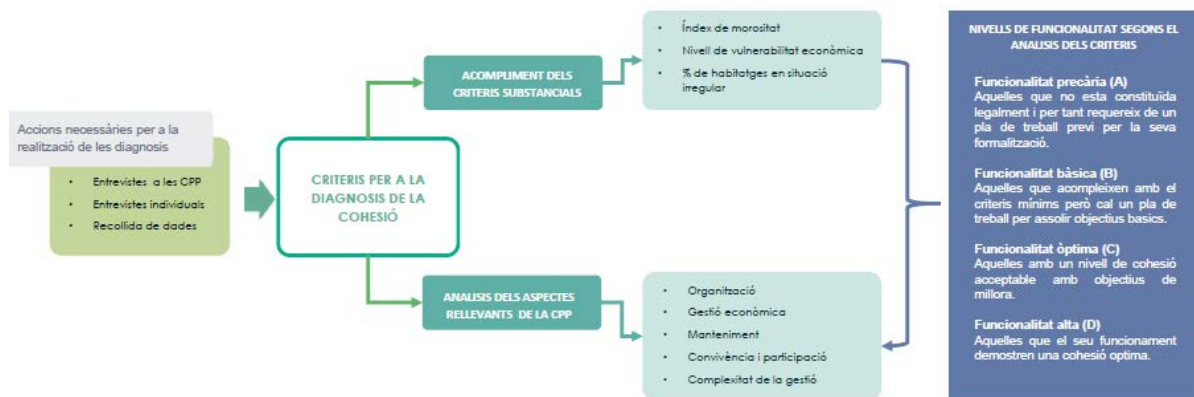 Accions necessàries per a la
realització de les diagnosis
• Entrevistes a les CPP
• Entrevistes individuals
• Recollida de dades
CRITERIS PER A LA
DIAGNOSIS DE LA
COHESIÓ
ACOMPLIMENT DELS
CRITERIS SUBSTANCIALS
• Índex de morositat
• Nivell de vulnerabilitat econòmica
• % de habitatges en situació
irregular
ANALISIS DELS ASPECTES
RELLEVANTS DE LA CPP
• Organització
• Gestió econòmica
• Manteniment
• Convivència i participació
• Complexitat de la gestió
NIVELLS DE FUNCIONALITAT SEGONS EL
ANALISIS DELS CRITERIS
Funcionalitat precària (A)
Aquelles que no esta constituïda
legalment i per tant requereix de un
pla de treball previ per la seva
formalització.
Funcionalitat bàsica (B)
Aquelles que acompleixen amb el
criteris mínims però cal un pla de
treball per assolir objectius basics.
Funcionalitat òptima (C)
Aquelles amb un nivell de cohesió
acceptable amb objectius de
millora.
Funcionalitat alta (D)
Aquelles que el seu funcionament
demostren una cohesió optima.